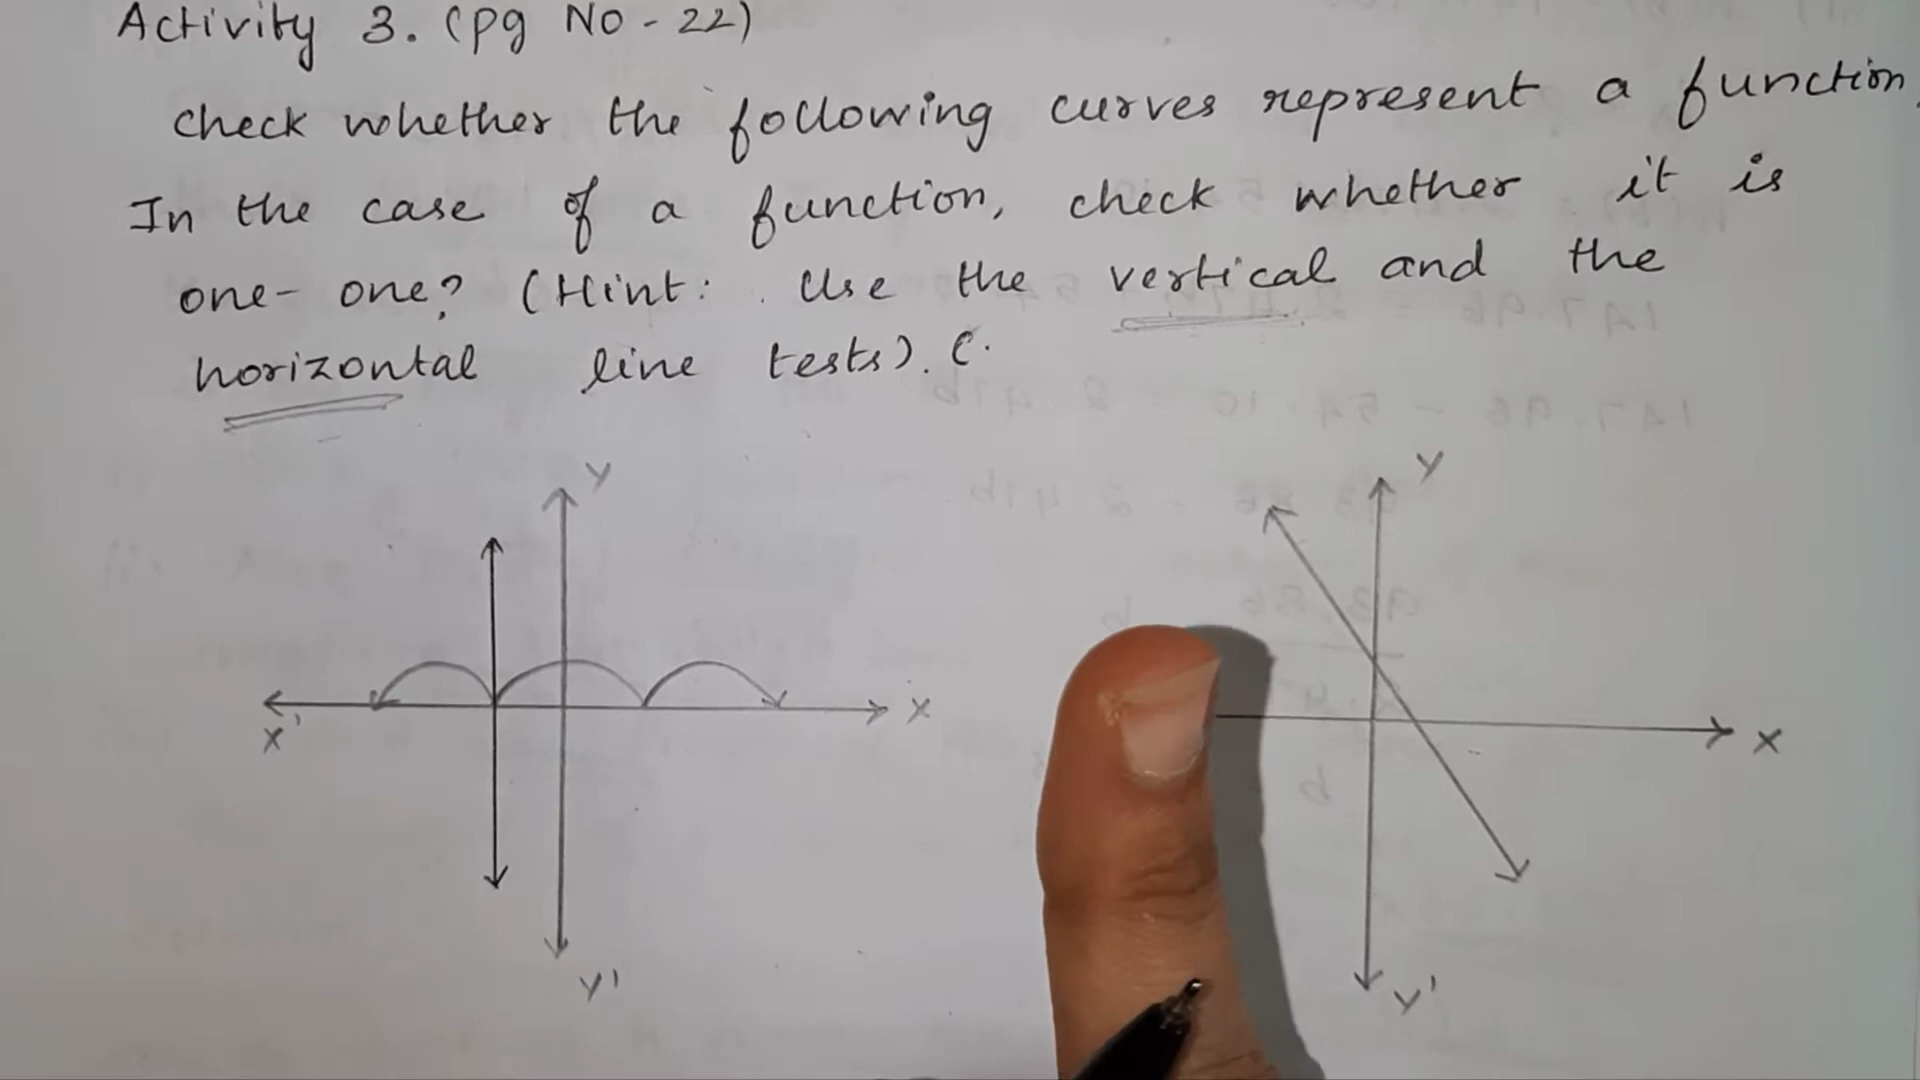 Activity 3. (pg No - 22)
check whether the following curves represent a function.
In the case of a function, check whether it is
one-one? (Hint: Use the vertical and the
horizontal line tests). (.
Y
Y
X'
X
X
Y'
Y'